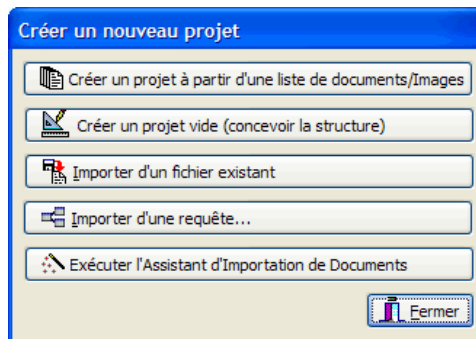 Créer un nouveau projet
Créer un projet à partir d'une liste de documents/Images
Créer un projet vide (concevoir la structure)
Importer d'un fichier existant
Importer d'une requête...
Exécuter l'Assistant d'Importation de Documents
Fermer